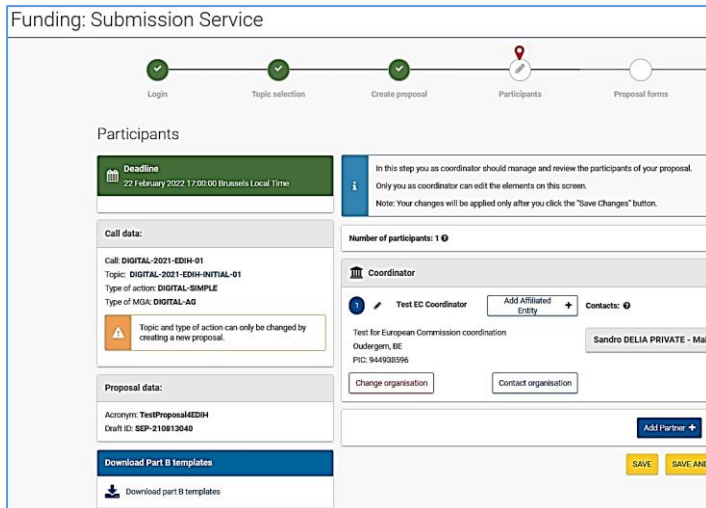 Funding: Submission Service
Login
Topic selection
Create proposal
Participants
Proposal forms
Participants
Deadline
22 February 2022 17:00:00 Brussels Local Time
Call data:
Call: DIGITAL-2021-EDIH-01
Topic: DIGITAL-2021-EDIH-INITIAL-01
Type of action: DIGITAL-SIMPLE
Type of MGA: DIGITAL-AG
Topic and type of action can only be changed by
creating a new proposal.
Proposal data:
Acronym: TestProposal4EDIH
Draft ID: SEP-210813040
Download Part B templates
Download part B templates
In this step you as coordinator should manage and review the participants of your proposal.
Only you as coordinator can edit the elements on this screen.
Note: Your changes will be applied only after you click the "Save Changes" button.
Number of participants: 1
Coordinator
1 Test EC Coordinator
Add Affiliated
Entity +
Contacts:
Test for European Commission coordination
Oudergem, BE
PIC: 944938596
Sandro DELIA PRIVATE - Mai
Change organisation
Contact organisation
Add Partner +
SAVE
SAVE ANE